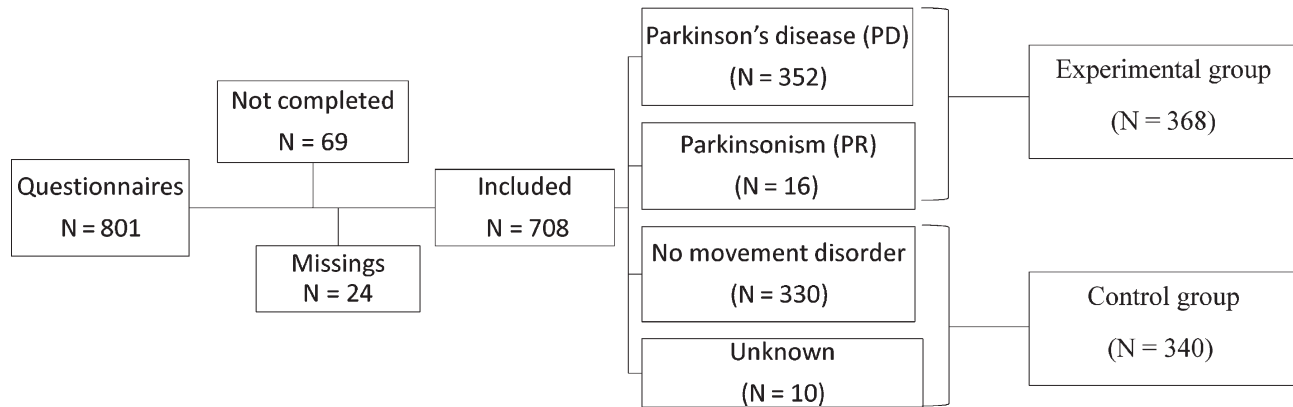 Questionnaires
N = 801
Not completed
N = 69
Missings
N = 24
Included
N = 708
Parkinson’s disease (PD)
(N = 352)
Parkinsonism (PR)
(N = 16)
No movement disorder
(N = 330)
Unknown
(N = 10)
Experimental group
(N = 368)
Control group
(N = 340)